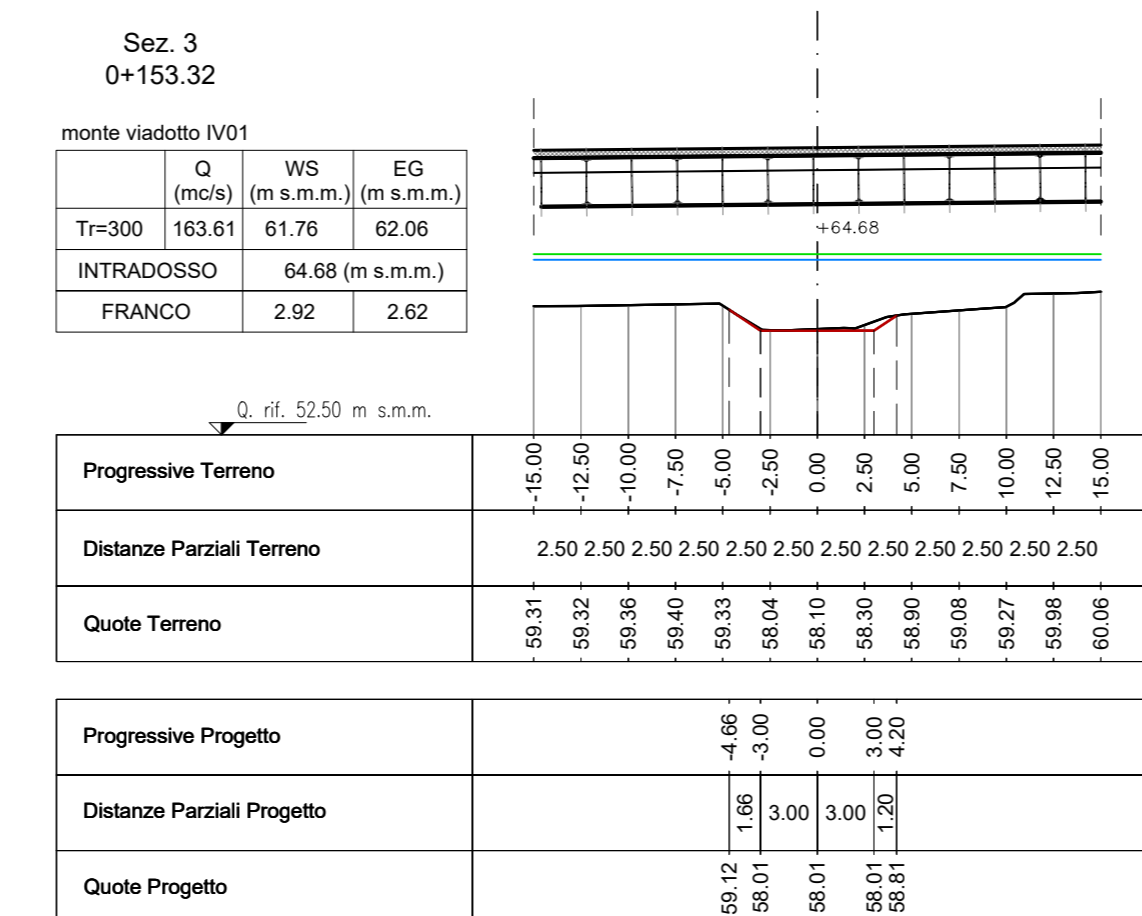 Sez. 3
0+153.32
monte viadotto IV01
Q (mc/s) WS (m s.m.m.) EG (m s.m.m.)
Tr=300 163.61 61.76 62.06
INTRADOSSO 64.68 (m s.m.m.)
FRANCO 2.92 2.62
+64.68
Q. rif. 52.50 m s.m.m.
Progressive Terreno -15.00 -12.50 -10.00 -7.50 -5.00 -2.50 0.00 2.50 5.00 7.50 10.00 12.50 15.00
Distanze Parziali Terreno 2.50 2.50 2.50 2.50 2.50 2.50 2.50 2.50 2.50 2.50 2.50 2.50
Quote Terreno 59.31 59.32 59.36 59.40 59.33 58.04 58.10 58.30 58.90 59.08 59.27 59.98 60.06
Progressive Progetto -4.66 -3.00 0.00 3.00 4.20
Distanze Parziali Progetto 1.66 3.00 3.00 1.20
Quote Progetto 59.12 58.01 58.01 58.01 58.81